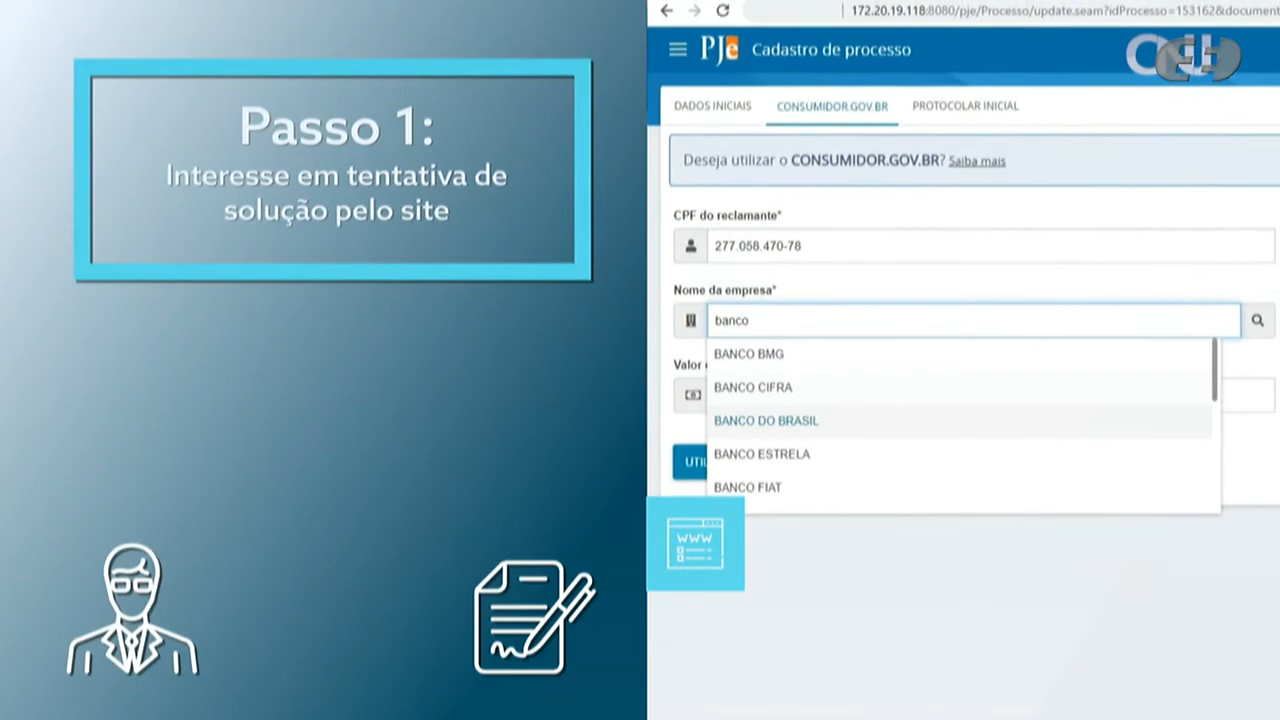 Passo 1:
Interesse em tentativa de
solução pelo site
172.20.19.118:8080/pje/Processo/update.seam?idProcesso=153162&document
PJe Cadastro de processo
DADOS INICIAIS CONSUMIDOR.GOV.BR PROTOCOLAR INICIAL
Deseja utilizar o CONSUMIDOR.GOV.BR? Saiba mais
CPF do reclamante*
277.058.470-78
Nome da empresa*
banco
BANCO BMG
Valor
BANCO CIFRA
BANCO DO BRASIL
BANCO ESTRELA
UTIL
BANCO FIAT
WWW